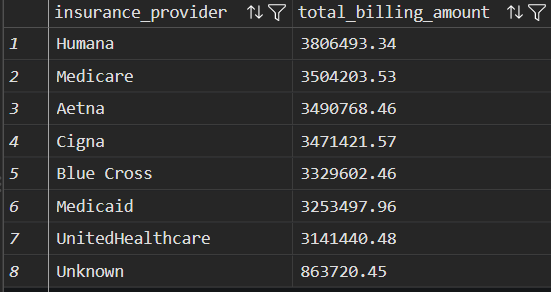 insurance_provider total_billing_amount
1 Humana 3806493.34
2 Medicare 3504203.53
3 Aetna 3490768.46
4 Cigna 3471421.57
5 Blue Cross 3329602.46
6 Medicaid 3253497.96
7 UnitedHealthcare 3141440.48
8 Unknown 863720.45